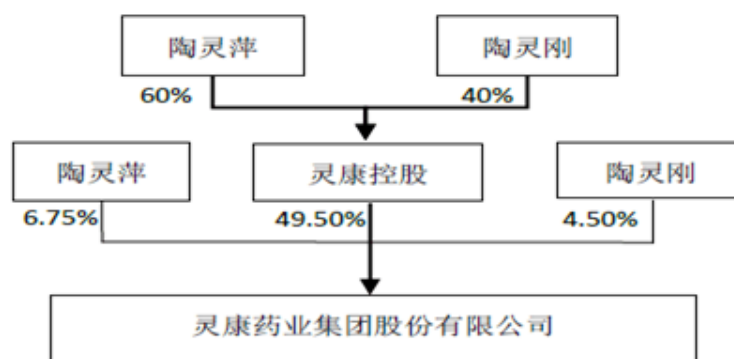 陶灵萍 陶灵刚
60% 40%
陶灵萍 灵康控股 陶灵刚
6.75% 49.50% 4.50%
灵康药业集团股份有限公司